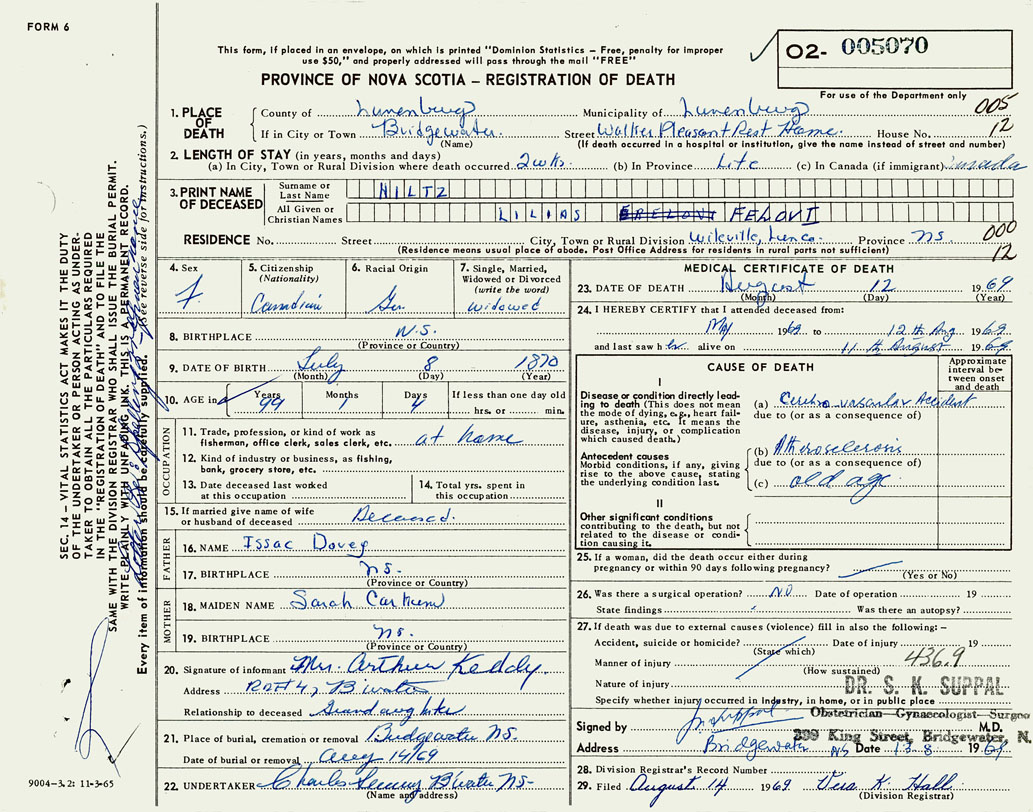 FORM 6
This form, if placed in an envelope, on which is printed "Dominion Statistics – Free, penalty for improper
use $50," and properly addressed will pass through the mail "FREE"
O2- 005070
PROVINCE OF NOVA SCOTIA – REGISTRATION OF DEATH
For use of the Department only
005
12
1. PLACE OF DEATH
County of Lunenburg Municipality of Lunenburg
If in City or Town Bridgewater Street Walker Pleasant Rest Home House No.
(Name) (If death occurred in a hospital or institution, give the name instead of street and number)
2. LENGTH OF STAY (in years, months and days)
(a) In City, Town or Rural Division where death occurred 2 wks. (b) In Province Life (c) In Canada (if immigrant) Canada
3. PRINT NAME OF DECEASED
Surname or Last Name HILTZ
All Given or Christian Names LILIAS
RESIDENCE No. Street City, Town or Rural Division Province NS
000
12
(Residence means usual place of abode. Post Office Address for residents in rural parts not sufficient)
4. Sex F
5. Citizenship (Nationality) Canadian
6. Racial Origin Ger
7. Single, Married, Widowed or Divorced (write the word) widowed
8. BIRTHPLACE N.S.
(Province or Country)
9. DATE OF BIRTH July 8 1870
(Month) (Day) (Year)
10. AGE in Years 99 Months 1 Days 4 If less than one day old
hrs. or min.
OCCUPATION
11. Trade, profession, or kind of work as
fisherman, office clerk, sales clerk, etc. at home
12. Kind of industry or business, as fishing,
bank, grocery store, etc.
13. Date deceased last worked
at this occupation
14. Total yrs. spent in
this occupation
15. If married give name of wife
or husband of deceased Deceased.
FATHER
16. NAME Issac Dovey
17. BIRTHPLACE NS.
(Province or Country)
MOTHER
18. MAIDEN NAME Sarah
19. BIRTHPLACE NS.
(Province or Country)
20. Signature of informant Mrs. Arthur Keddy
Address B'water
Relationship to deceased Grand daughter
21. Place of burial, cremation or removal Bridgewater NS.
Date of burial or removal Aug 14/69
22. UNDERTAKER Charles B'water NS
(Name and address)
MEDICAL CERTIFICATE OF DEATH
23. DATE OF DEATH August 12 1969
(Month) (Day) (Year)
24. I HEREBY CERTIFY that I attended deceased from:
May 1969 to 12th Aug 1969
and last saw her alive on 11th August 1969
CAUSE OF DEATH
Approximate interval between onset and death
I
Disease or condition directly leading to death (This does not mean
the mode of dying, e.g., heart failure, asthenia, etc. It means the
disease, injury, or complication
which caused death.)
(a) Cerebro vascular Accident
due to (or as a consequence of)
Antecedent causes
Morbid conditions, if any, giving
rise to the above cause, stating
the underlying condition last.
(b) Atherosclerosis
due to (or as a consequence of)
(c) old age
II
Other significant conditions
contributing to the death, but not
related to the disease or condition causing it.
25. If a woman, did the death occur either during
pregnancy or within 90 days following pregnancy?
(Yes or No)
26. Was there a surgical operation? NO Date of operation 19
State findings Was there an autopsy?
27. If death was due to external causes (violence) fill in also the following:–
Accident, suicide or homicide? Date of injury 19
(State which)
Manner of injury 436.9
(How sustained)
Nature of injury
DR. S. K. SUPPAL
Specify whether injury occurred in Industry, in home, or in public place
Obstetrician-Gynaecologist-Surgeo
Signed by M.D.
399 King Street, Bridgewater, N.
Address Bridgewater NS Date 13 8 1969
28. Division Registrar's Record Number
29. Filed August 14 1969 Vera K. Hall
(Division Registrar)
SEC. 14 – VITAL STATISTICS ACT MAKES IT THE DUTY
OF THE UNDERTAKER OR PERSON ACTING AS UNDER-
TAKER TO OBTAIN ALL THE PARTICULARS REQUIRED
IN THE "REGISTRATION OF DEATH" AND TO FILE THE
SAME WITH THE DIVISION REGISTRAR WHO SHALL ISSUE THE BURIAL PERMIT.
WRITE PLAINLY WITH UNFADING INK. THIS IS A PERMANENT RECORD.
Every item of information should be carefully supplied. – (See reverse side for instructions.)
9004-3.2: 11-3-65